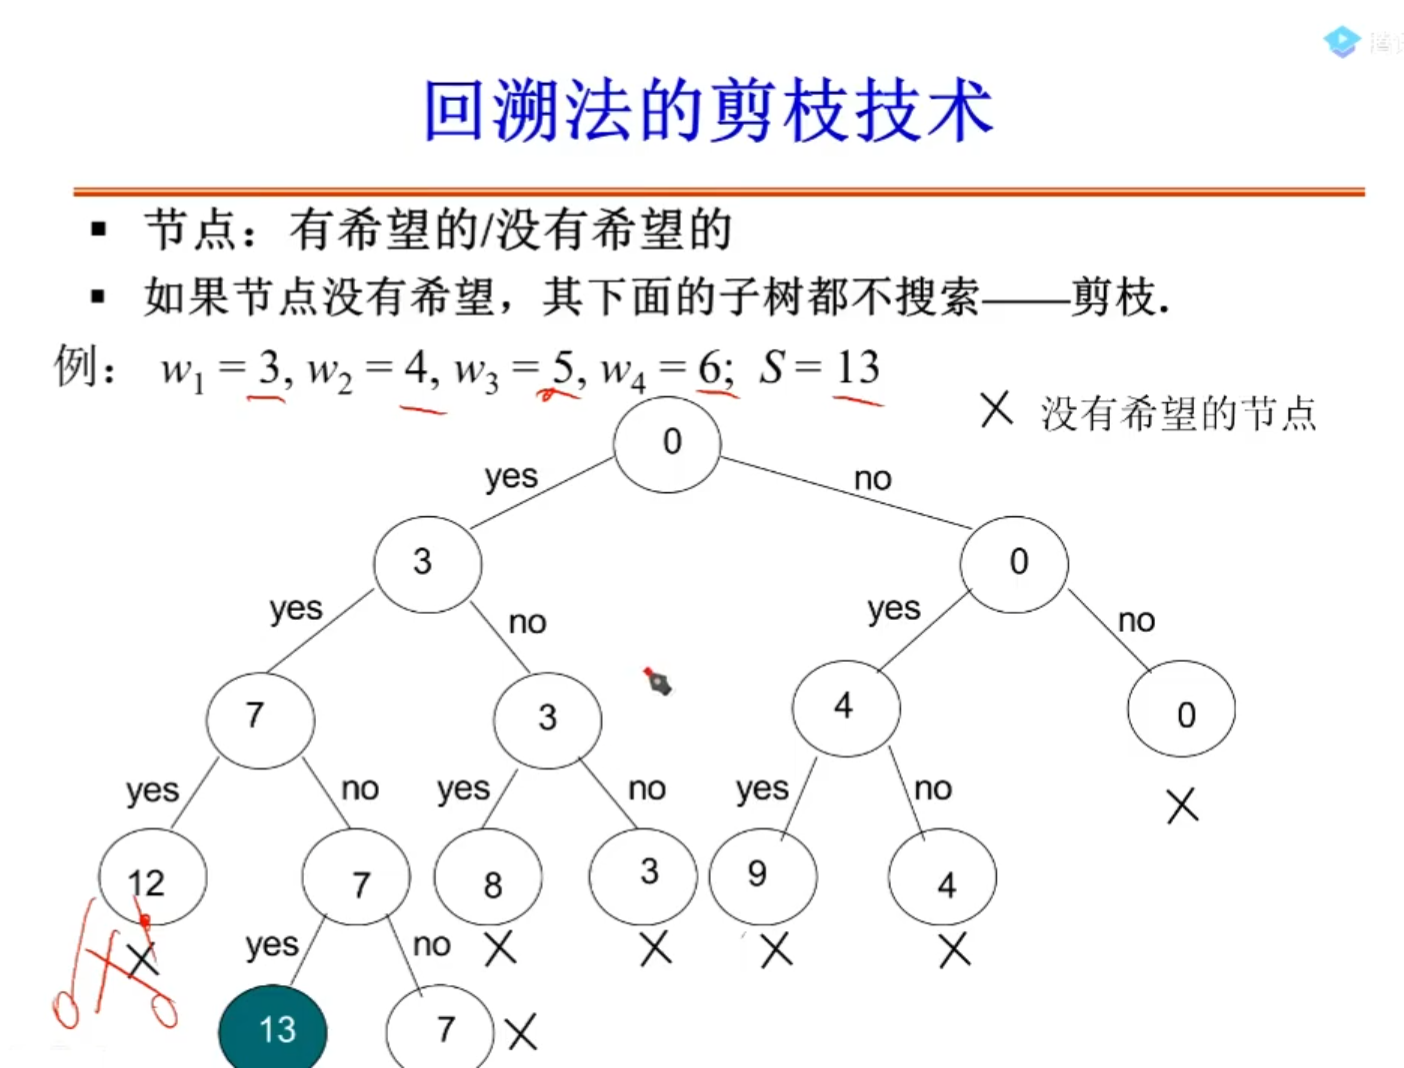 回溯法的剪枝技术
▪ 节点：有希望的/没有希望的
▪ 如果节点没有希望，其下面的子树都不搜索——剪枝.
例： w1 = 3, w2 = 4, w3 = 5, w4 = 6; S = 13
× 没有希望的节点
0
yes no
3 0
yes no yes no
7 3 4 0
yes no yes no yes no
12 7 8 3 9 4
yes no
13 7